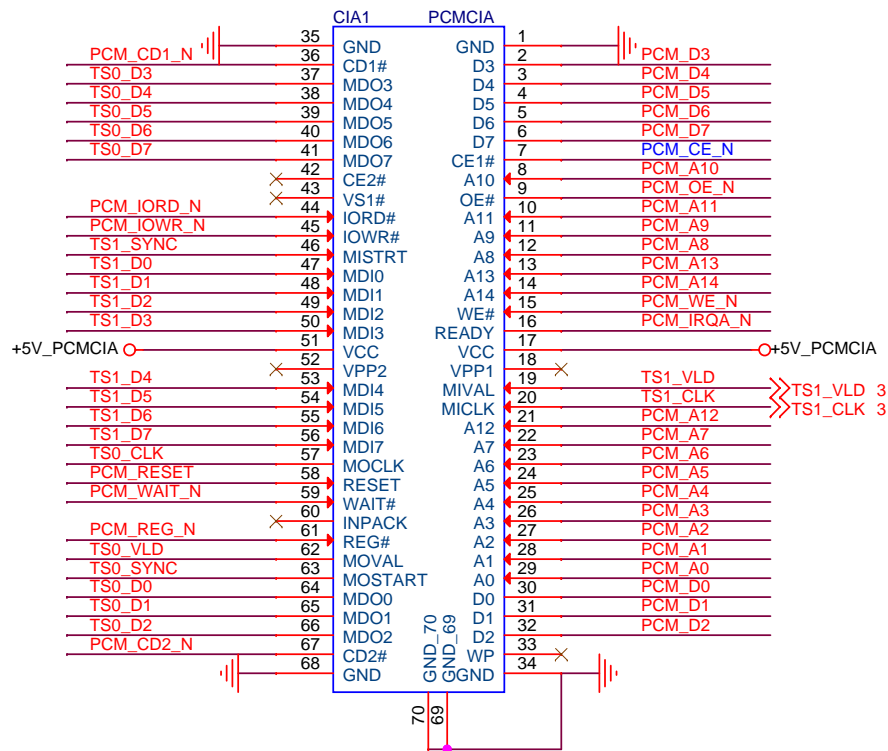 CIA1 PCMCIA
35 GND GND 1
PCM_CD1_N 36 CD1# D3 2 PCM_D3
TS0_D3 37 MDO3 D4 3 PCM_D4
TS0_D4 38 MDO4 D5 4 PCM_D5
TS0_D5 39 MDO5 D6 5 PCM_D6
TS0_D6 40 MDO6 D7 6 PCM_D7
TS0_D7 41 MDO7 CE1# 7 PCM_CE_N
42 CE2# A10 8 PCM_A10
43 VS1# OE# 9 PCM_OE_N
PCM_IORD_N 44 IORD# A11 10 PCM_A11
PCM_IOWR_N 45 IOWR# A9 11 PCM_A9
TS1_SYNC 46 MISTRT A8 12 PCM_A8
TS1_D0 47 MDI0 A13 13 PCM_A13
TS1_D1 48 MDI1 A14 14 PCM_A14
TS1_D2 49 MDI2 WE# 15 PCM_WE_N
TS1_D3 50 MDI3 READY 16 PCM_IRQA_N
+5V_PCMCIA 51 VCC VCC 17 +5V_PCMCIA
52 VPP2 VPP1 18
TS1_D4 53 MDI4 MIVAL 19 TS1_VLD TS1_VLD 3
TS1_D5 54 MDI5 MICLK 20 TS1_CLK TS1_CLK 3
TS1_D6 55 MDI6 A12 21 PCM_A12
TS1_D7 56 MDI7 A7 22 PCM_A7
TS0_CLK 57 MOCLK A6 23 PCM_A6
PCM_RESET 58 RESET A5 24 PCM_A5
PCM_WAIT_N 59 WAIT# A4 25 PCM_A4
60 INPACK A3 26 PCM_A3
PCM_REG_N 61 REG# A2 27 PCM_A2
TS0_VLD 62 MOVAL A1 28 PCM_A1
TS0_SYNC 63 MOSTART A0 29 PCM_A0
TS0_D0 64 MDO0 D0 30 PCM_D0
TS0_D1 65 MDO1 D1 31 PCM_D1
TS0_D2 66 MDO2 D2 32 PCM_D2
PCM_CD2_N 67 CD2# WP 33
68 GND GND 34
GND_70 GND_69
70 69